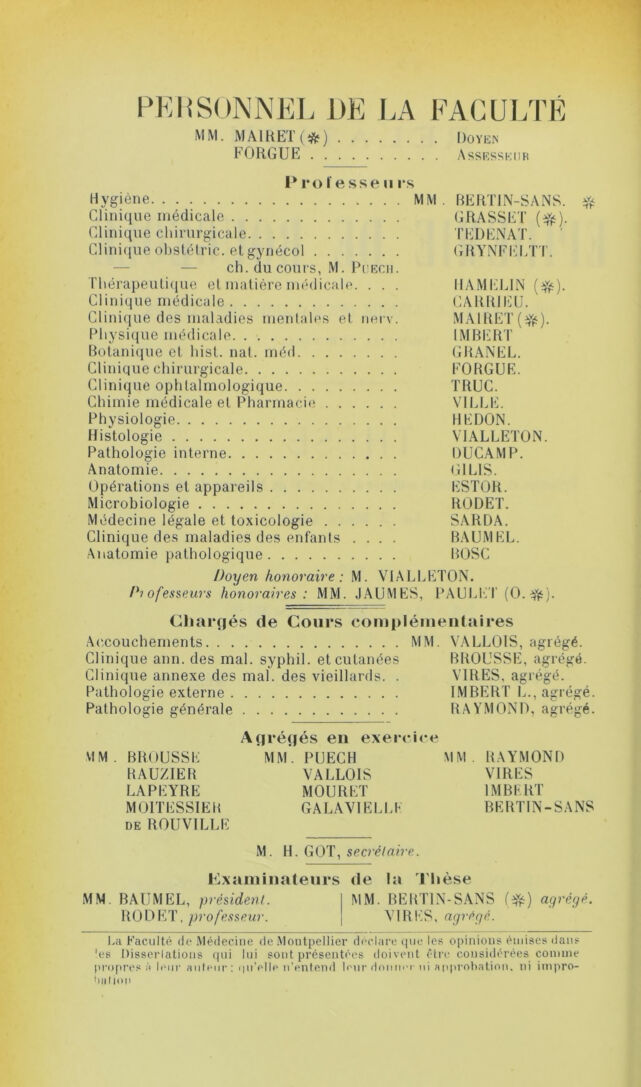 PERSONNEL DE LA FACULTÉ
MM. MAIRET (✻) . . . . . . . . DOYEN
FORGUE . . . . . . . . . . ASSESSEUR
Professeurs
Hygiène. . . . . . . . . . . . . . . . . . . MM. BERTIN-SANS. ✻
Clinique médicale . . . . . . . . . . . . . GRASSET (✻).
Clinique chirurgicale. . . . . . . . . . . . TEDENAT.
Clinique obstétric. et gynécol . . . . . . . GRYNFELTT.
— — ch. du cours, M. PUECH.
Thérapeutique et matière médicale. . . . HAMELIN (✻).
Clinique médicale . . . . . . . . . . . . . CARRIEU.
Clinique des maladies mentales et nerv. MAIRET (✻).
Physique médicale. . . . . . . . . . . . . IMBERT
Botanique et hist. nat. méd. . . . . . . . GRANEL.
Clinique chirurgicale. . . . . . . . . . . . FORGUE.
Clinique ophtalmologique. . . . . . . . . TRUC.
Chimie médicale et Pharmacie . . . . . . VILLE.
Physiologie. . . . . . . . . . . . . . . . . HEDON.
Histologie . . . . . . . . . . . . . . . . . VIALLETON.
Pathologie interne. . . . . . . . . . . . . DUCAMP.
Anatomie. . . . . . . . . . . . . . . . . . GILIS.
Opérations et appareils . . . . . . . . . . ESTOR.
Microbiologie . . . . . . . . . . . . . . . RODET.
Médecine légale et toxicologie . . . . . . SARDA.
Clinique des maladies des enfants . . . . BAUMEL.
Anatomie pathologique . . . . . . . . . . BOSC
Doyen honoraire : M. VIALLETON.
Professeurs honoraires : MM. JAUMES, PAULET (O. ✻).
Chargés de Cours complémentaires
Accouchements. . . . . . . . . . . . . . . MM. VALLOIS, agrégé.
Clinique ann. des mal. syphil. et cutanées BROUSSE, agrégé.
Clinique annexe des mal. des vieillards. . VIRES, agrégé.
Pathologie externe . . . . . . . . . . . . . IMBERT L., agrégé.
Pathologie générale . . . . . . . . . . . . RAYMOND, agrégé.
Agrégés en exercice
MM. BROUSSE MM. PUECH MM. RAYMOND
RAUZIER VALLOIS VIRES
LAPEYRE MOURET IMBERT
MOITESSIER GALAVIELLE BERTIN-SANS
DE ROUVILLE
M. H. GOT, secrétaire.
Examinateurs de la Thèse
MM. BAUMEL, président. MM. BERTIN-SANS (✻) agrégé.
RODET, professeur. VIRES, agrégé.
La Faculté de Médecine de Montpellier déclare que les opinions émises dans
les Dissertations qui lui sont présentées doivent être considérées comme
propres à leur auteur ; qu'elle n'entend leur donner ni approbation, ni impro-
bation